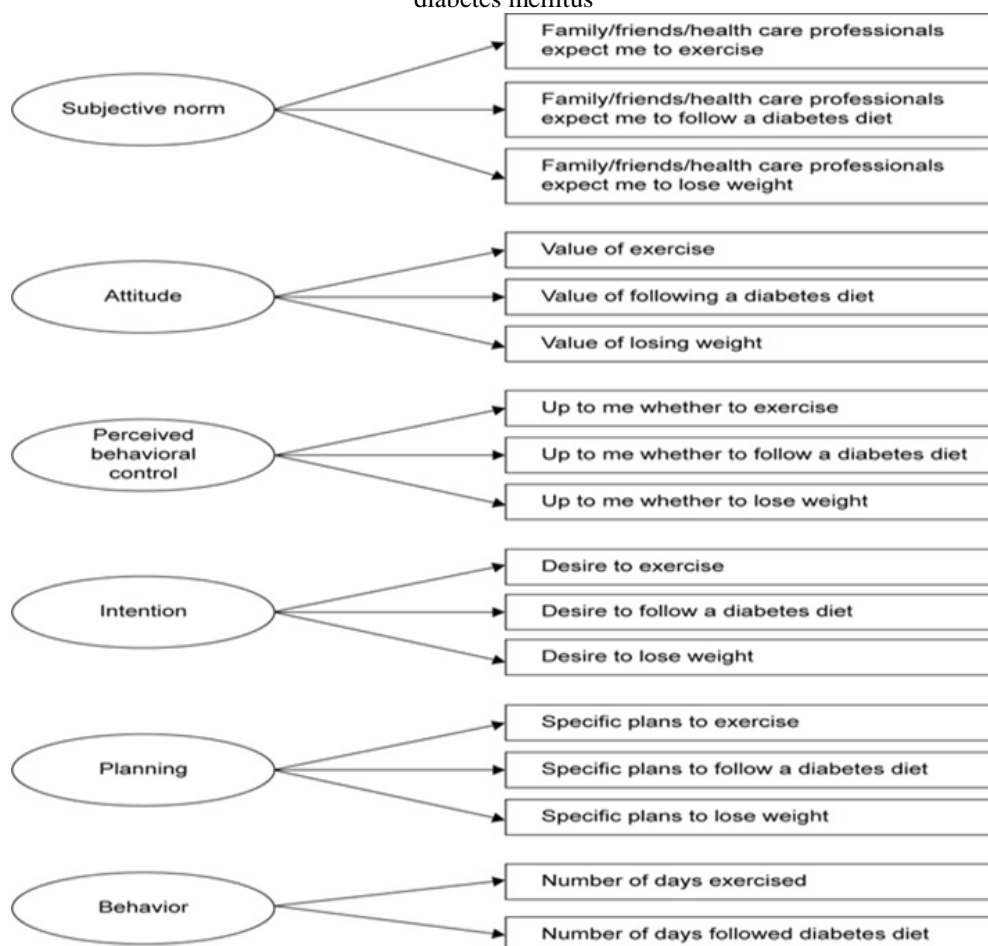 diabetes mellitus
Family/friends/health care professionals
expect me to exercise
Subjective norm
Family/friends/health care professionals
expect me to follow a diabetes diet
Family/friends/health care professionals
expect me to lose weight
Value of exercise
Attitude
Value of following a diabetes diet
Value of losing weight
Up to me whether to exercise
Perceived
behavioral
control
Up to me whether to follow a diabetes diet
Up to me whether to lose weight
Desire to exercise
Intention
Desire to follow a diabetes diet
Desire to lose weight
Specific plans to exercise
Planning
Specific plans to follow a diabetes diet
Specific plans to lose weight
Number of days exercised
Behavior
Number of days followed diabetes diet